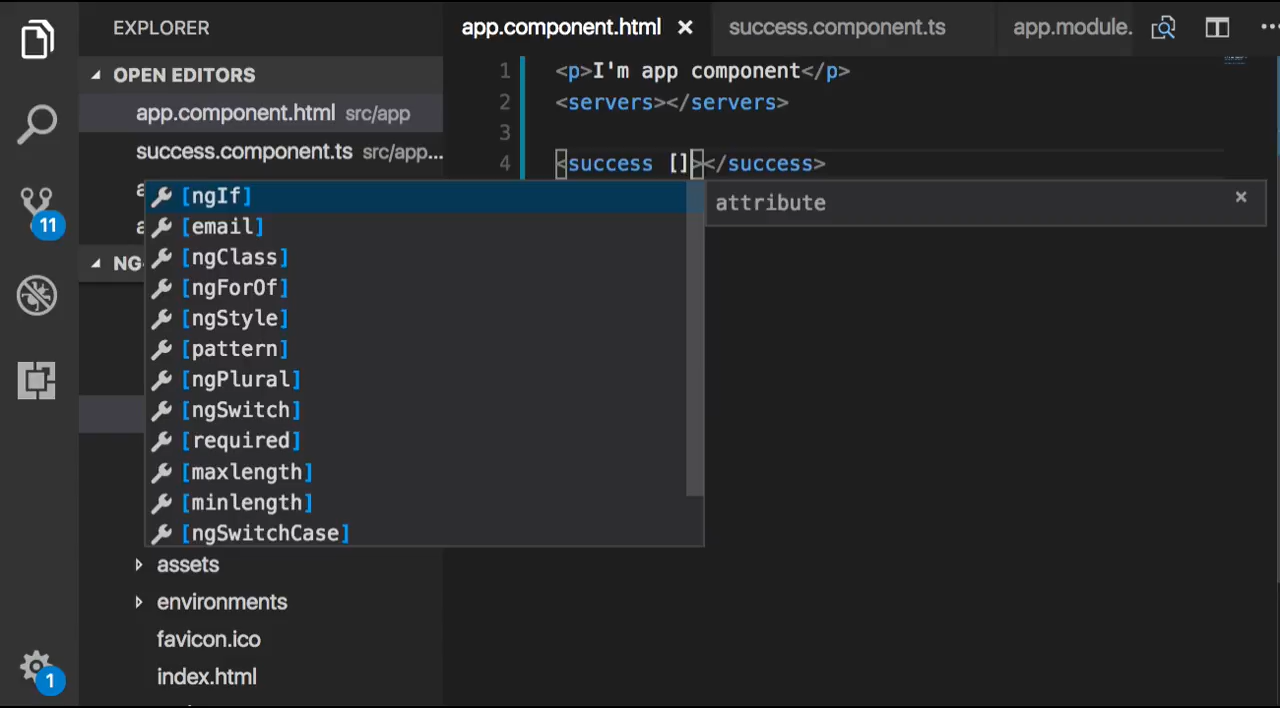 EXPLORER
OPEN EDITORS
app.component.html src/app
success.component.ts src/app...
a
a
NG-
assets
environments
favicon.ico
index.html
11
1
app.component.html × success.component.ts app.module.
1 <p>I'm app component</p>
2 <servers></servers>
3
4 <success []></success>
[ngIf]
[email]
[ngClass]
[ngForOf]
[ngStyle]
[pattern]
[ngPlural]
[ngSwitch]
[required]
[maxlength]
[minlength]
[ngSwitchCase]
attribute ×